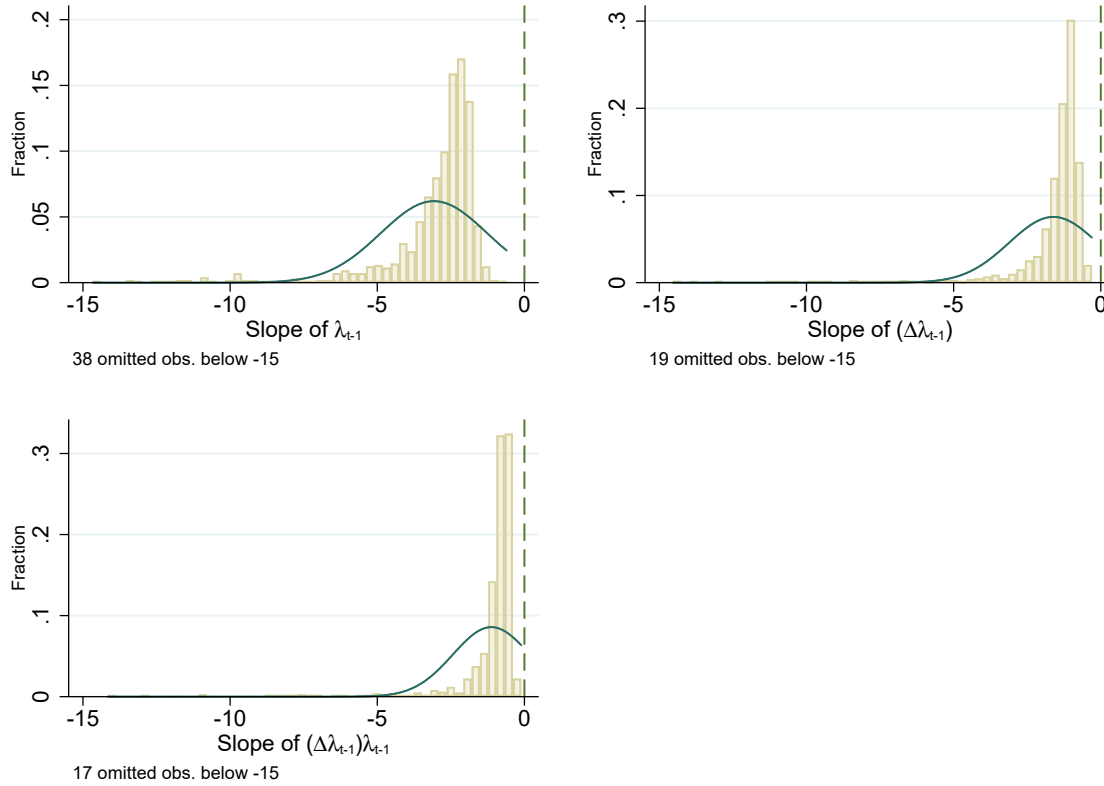 .2
.15
.1
.05
0
Fraction
-15 -10 -5 0
Slope of λt-1
38 omitted obs. below -15
.3
.2
.1
0
Fraction
-15 -10 -5 0
Slope of (Δλt-1)
19 omitted obs. below -15
.3
.2
.1
0
Fraction
-15 -10 -5 0
Slope of (Δλt-1)λt-1
17 omitted obs. below -15